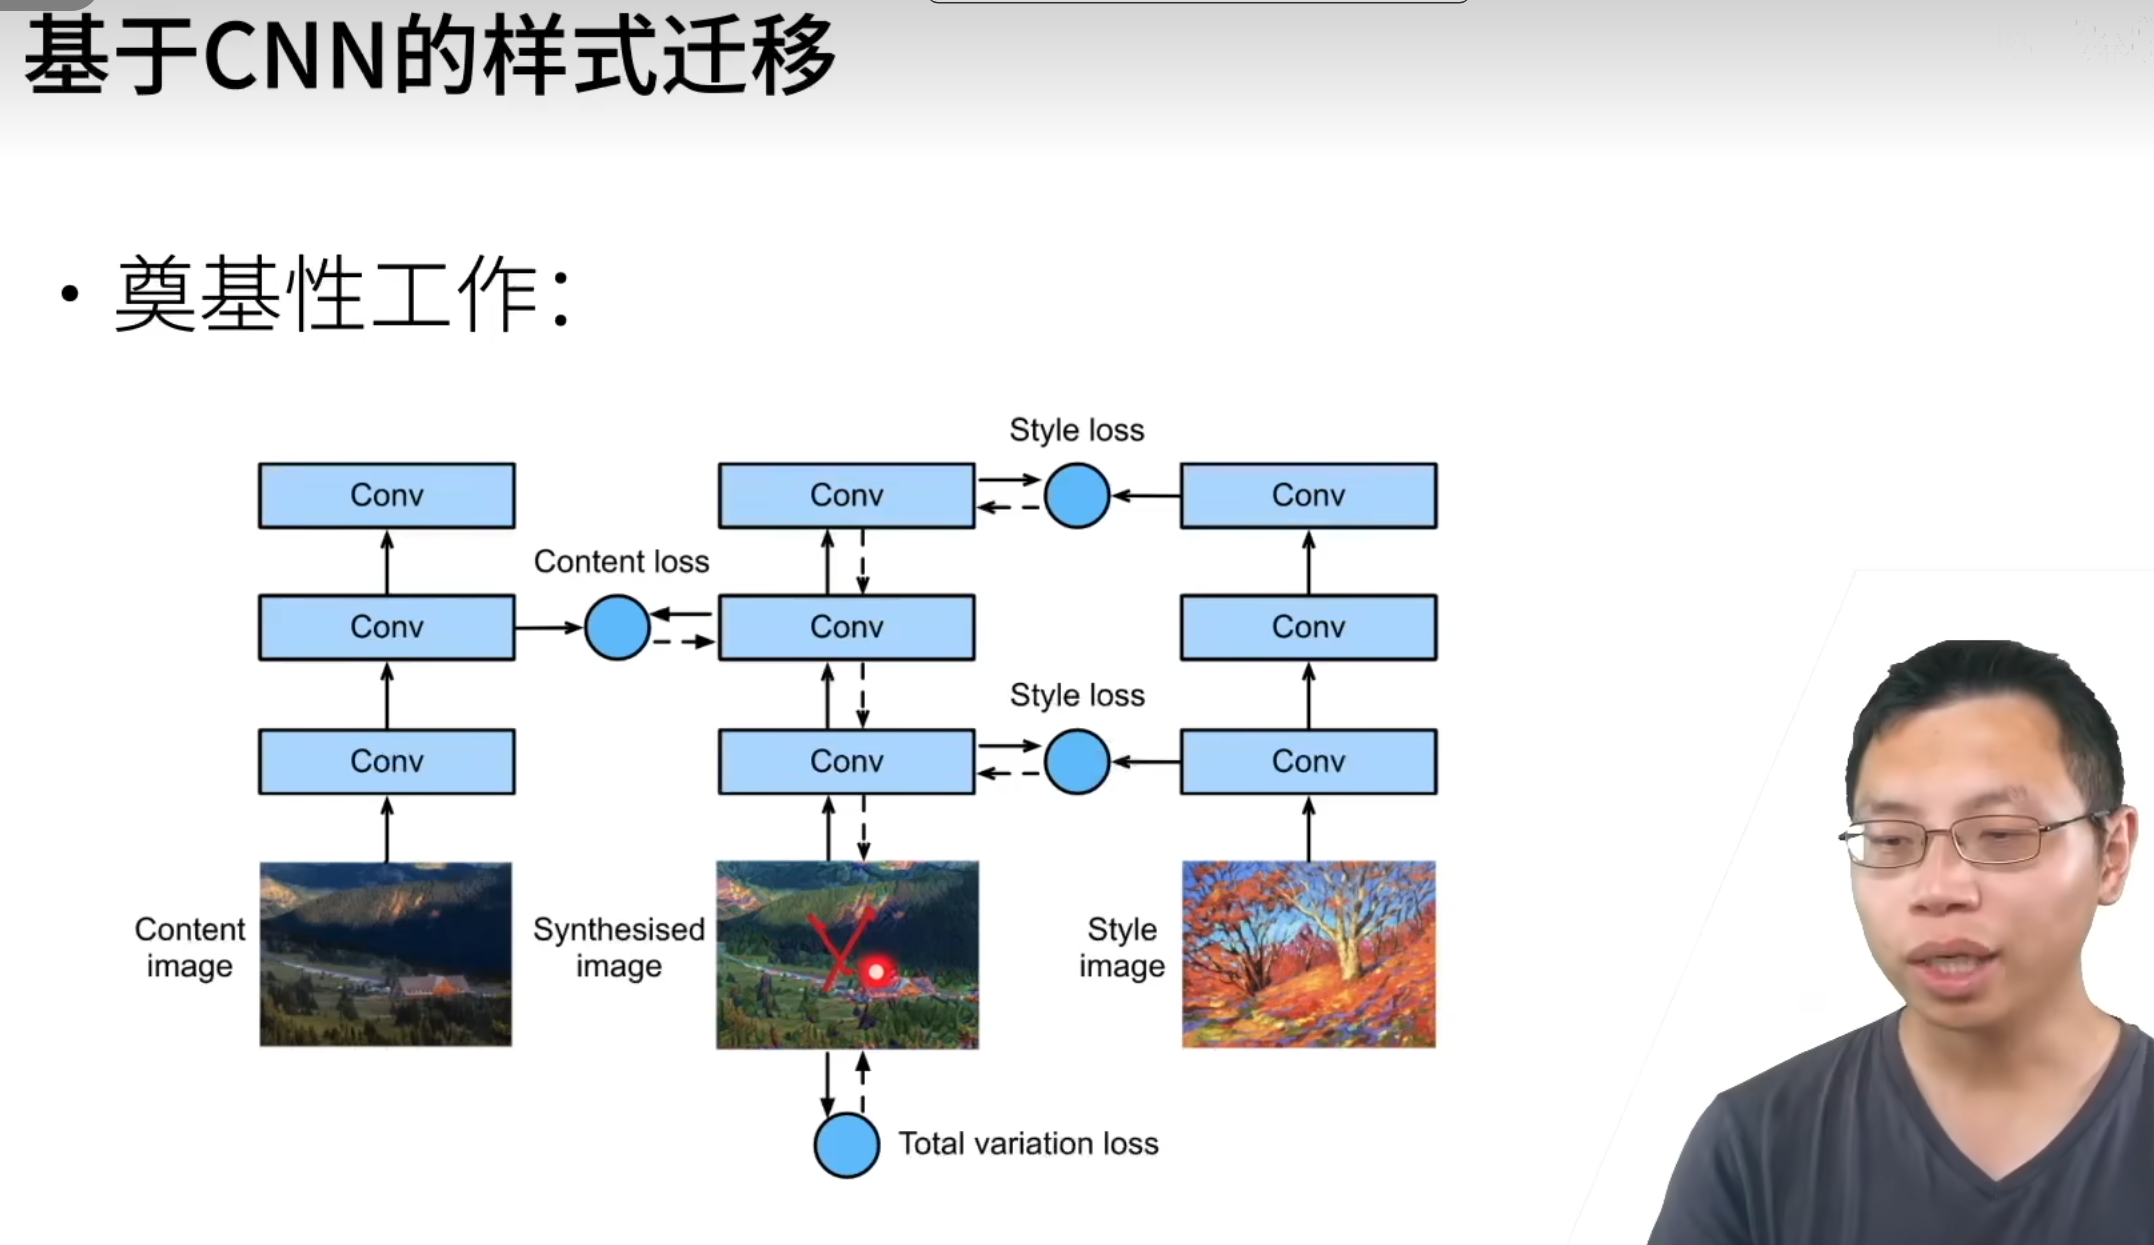 基于CNN的样式迁移
• 奠基性工作：
Style loss
Conv
Conv
Conv
Content loss
Conv
Conv
Conv
Style loss
Conv
Conv
Conv
Content
image
Synthesised
image
Style
image
Total variation loss